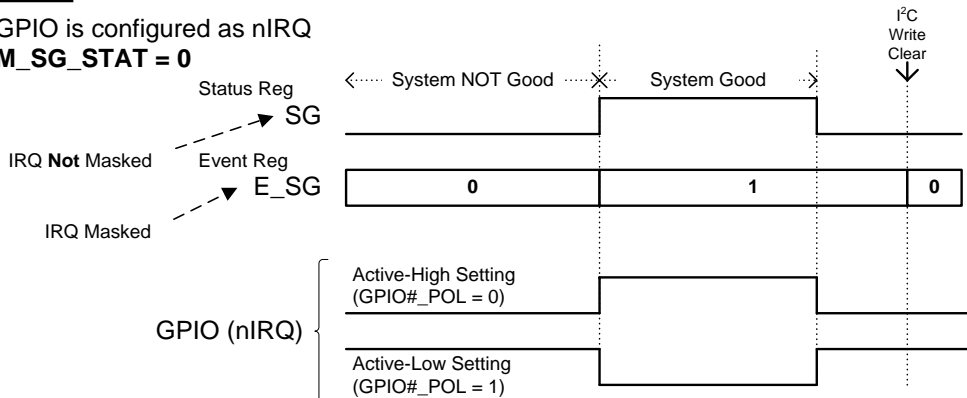 GPIO is configured as nIRQ
M_SG_STAT = 0
I²C
Write
Clear
System NOT Good
System Good
Status Reg
SG
IRQ Not Masked
Event Reg
E_SG
0
1
0
IRQ Masked
Active-High Setting
(GPIO#_POL = 0)
GPIO (nIRQ)
Active-Low Setting
(GPIO#_POL = 1)